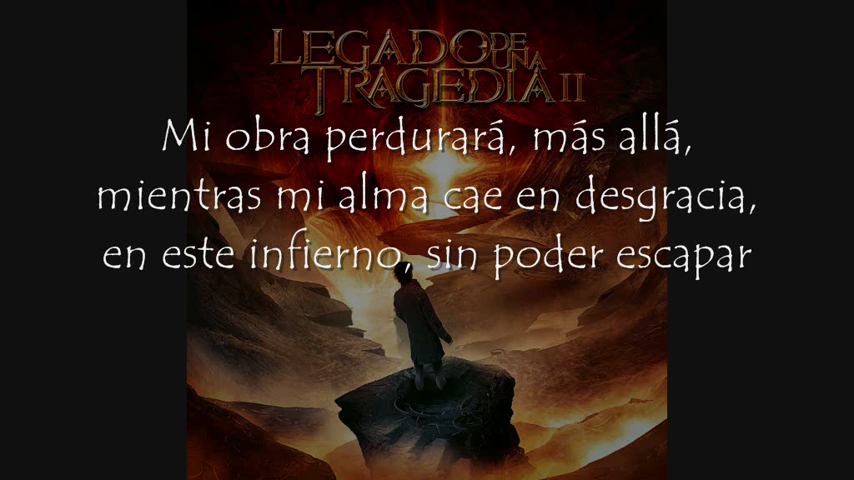 LEGADO DE UNA
TRAGEDIA II
Mi obra perdurará, más allá,
mientras mi alma cae en desgracia,
en este infierno, sin poder escapar